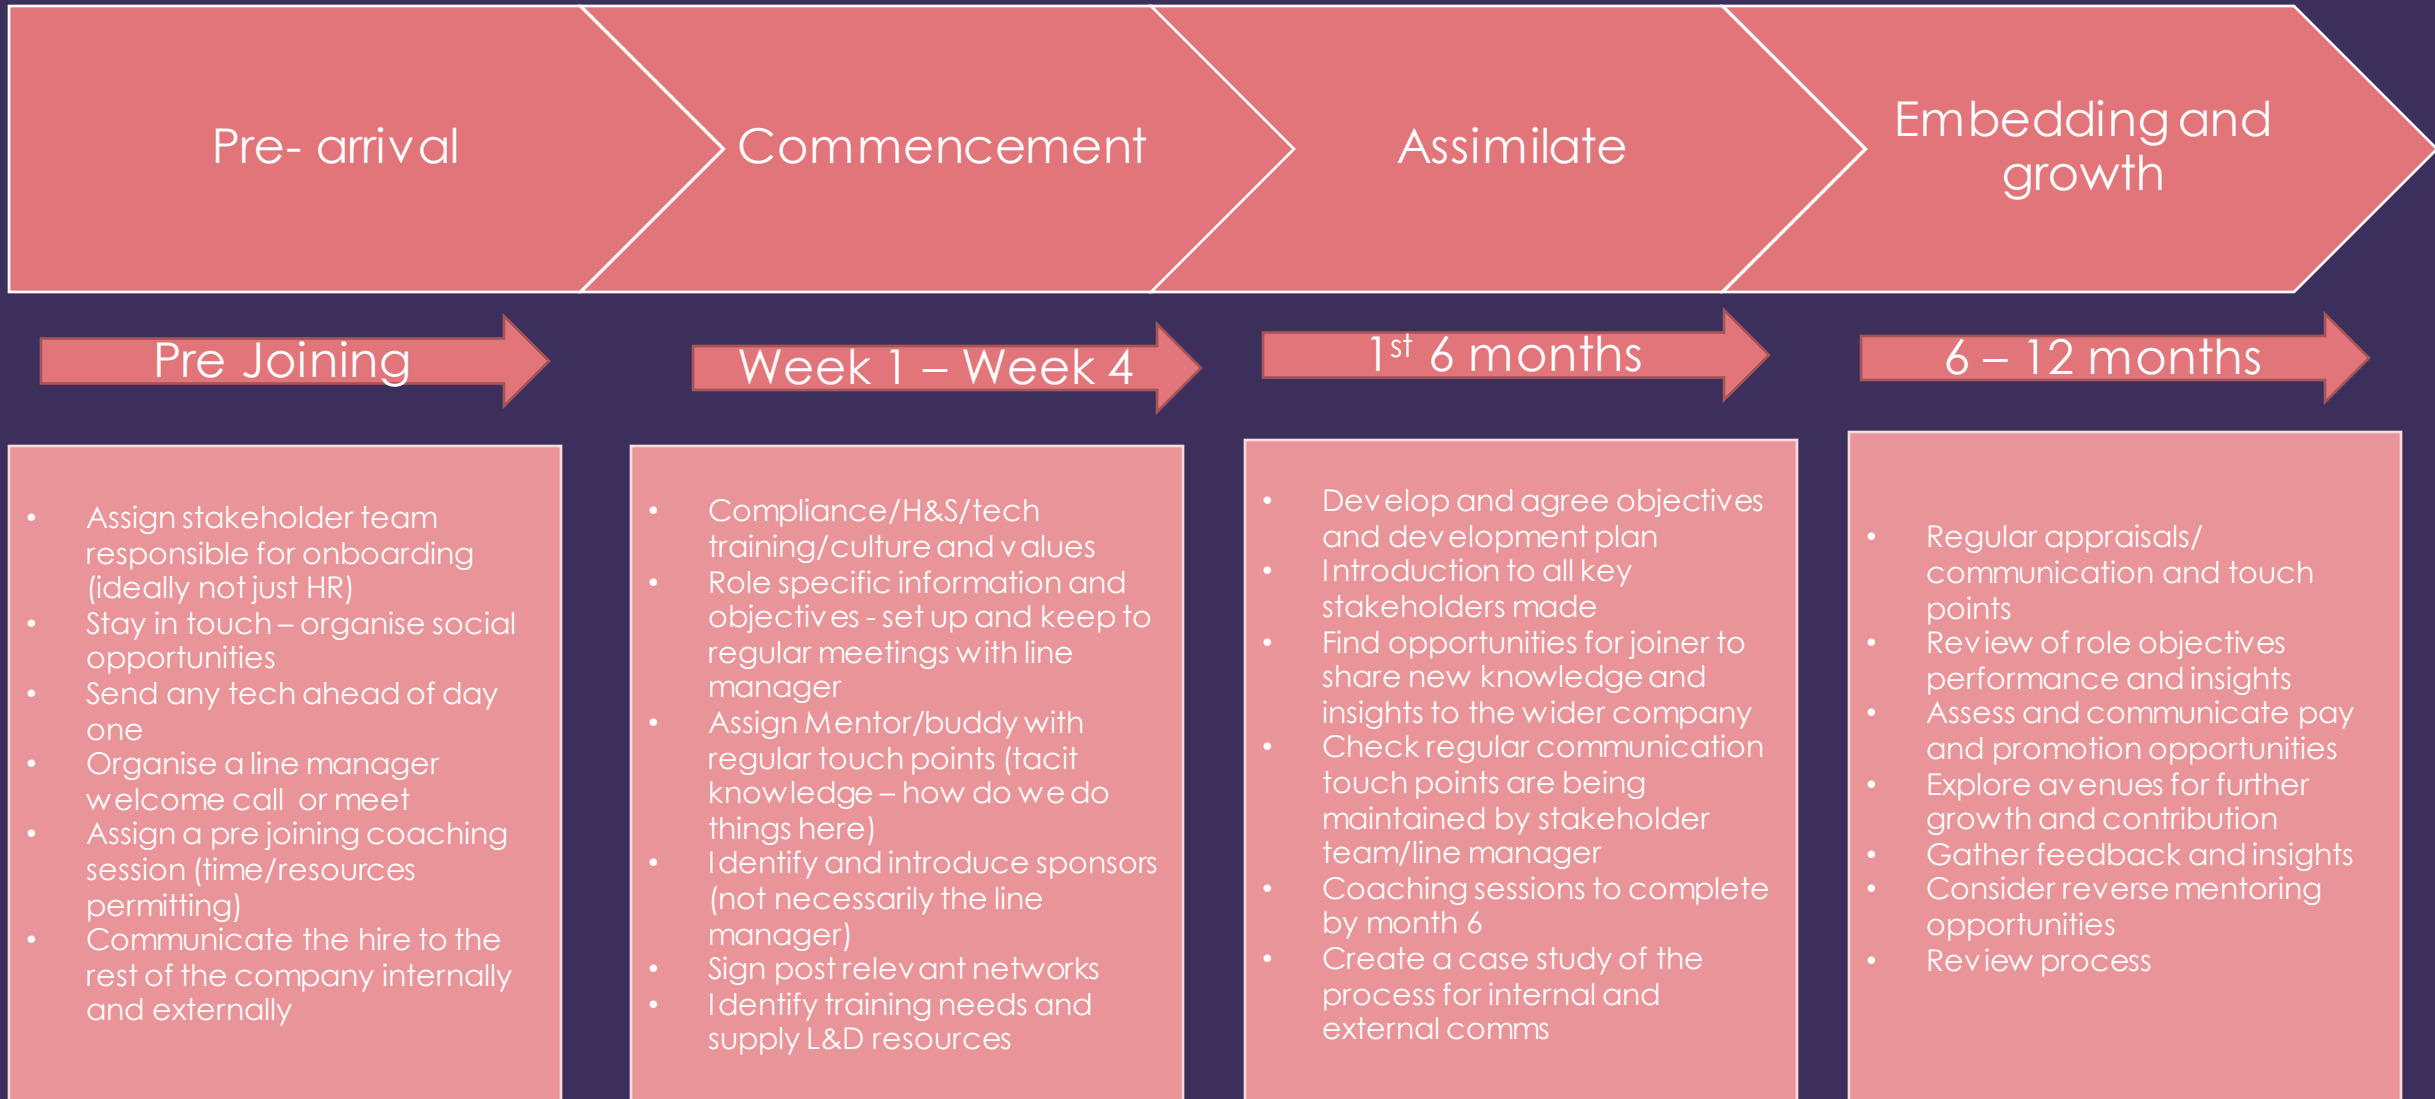 Pre- arrival
Commencement
Assimilate
Embedding and
growth
Pre Joining
Week 1 – Week 4
1st 6 months
6 – 12 months
• Assign stakeholder team
responsible for onboarding
(ideally not just HR)
• Stay in touch – organise social
opportunities
• Send any tech ahead of day
one
• Organise a line manager
welcome call or meet
• Assign a pre joining coaching
session (time/resources
permitting)
• Communicate the hire to the
rest of the company internally
and externally
• Compliance/H&S/tech
training/culture and values
• Role specific information and
objectives - set up and keep to
regular meetings with line
manager
• Assign Mentor/buddy with
regular touch points (tacit
knowledge – how do we do
things here)
• Identify and introduce sponsors
(not necessarily the line
manager)
• Sign post relevant networks
• Identify training needs and
supply L&D resources
• Develop and agree objectives
and development plan
• Introduction to all key
stakeholders made
• Find opportunities for joiner to
share new knowledge and
insights to the wider company
• Check regular communication
touch points are being
maintained by stakeholder
team/line manager
• Coaching sessions to complete
by month 6
• Create a case study of the
process for internal and
external comms
• Regular appraisals/
communication and touch
points
• Review of role objectives
performance and insights
• Assess and communicate pay
and promotion opportunities
• Explore avenues for further
growth and contribution
• Gather feedback and insights
• Consider reverse mentoring
opportunities
• Review process